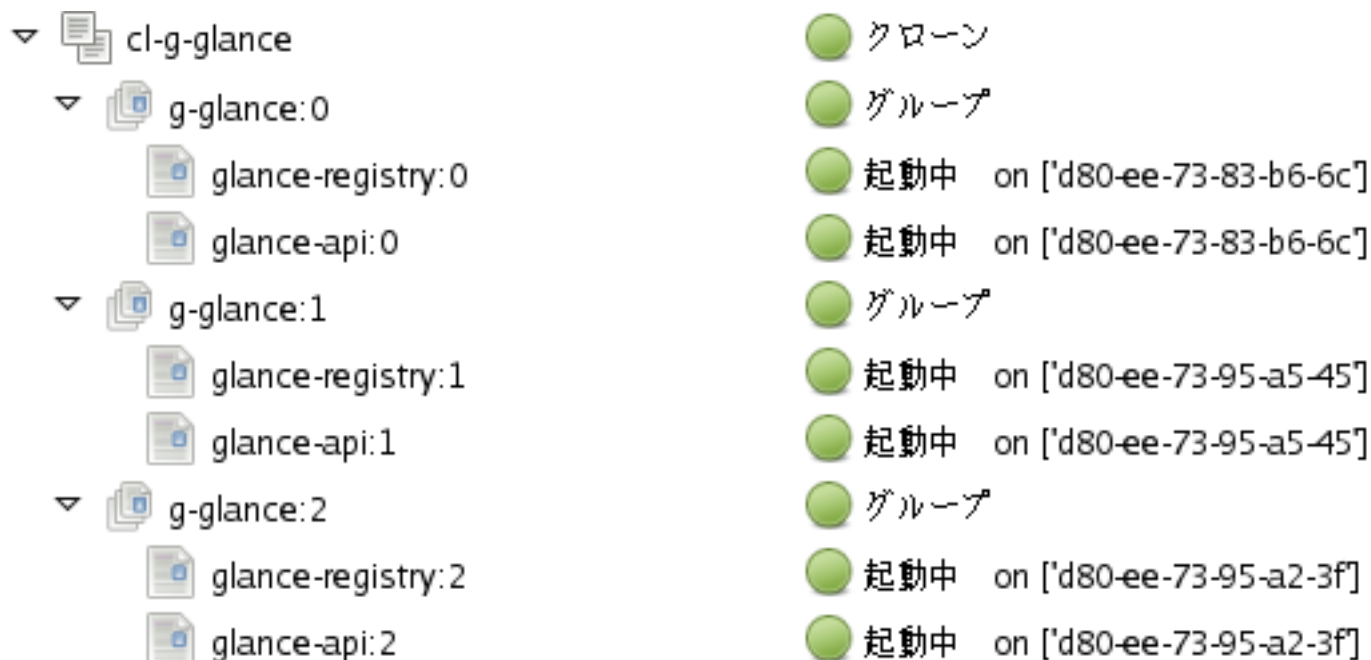 cl-g-glance クローン
g-glance:0 グループ
glance-registry:0 起動中 on ['d80-ee-73-83-b6-6c']
glance-api:0 起動中 on ['d80-ee-73-83-b6-6c']
g-glance:1 グループ
glance-registry:1 起動中 on ['d80-ee-73-95-a5-45']
glance-api:1 起動中 on ['d80-ee-73-95-a5-45']
g-glance:2 グループ
glance-registry:2 起動中 on ['d80-ee-73-95-a2-3f']
glance-api:2 起動中 on ['d80-ee-73-95-a2-3f']